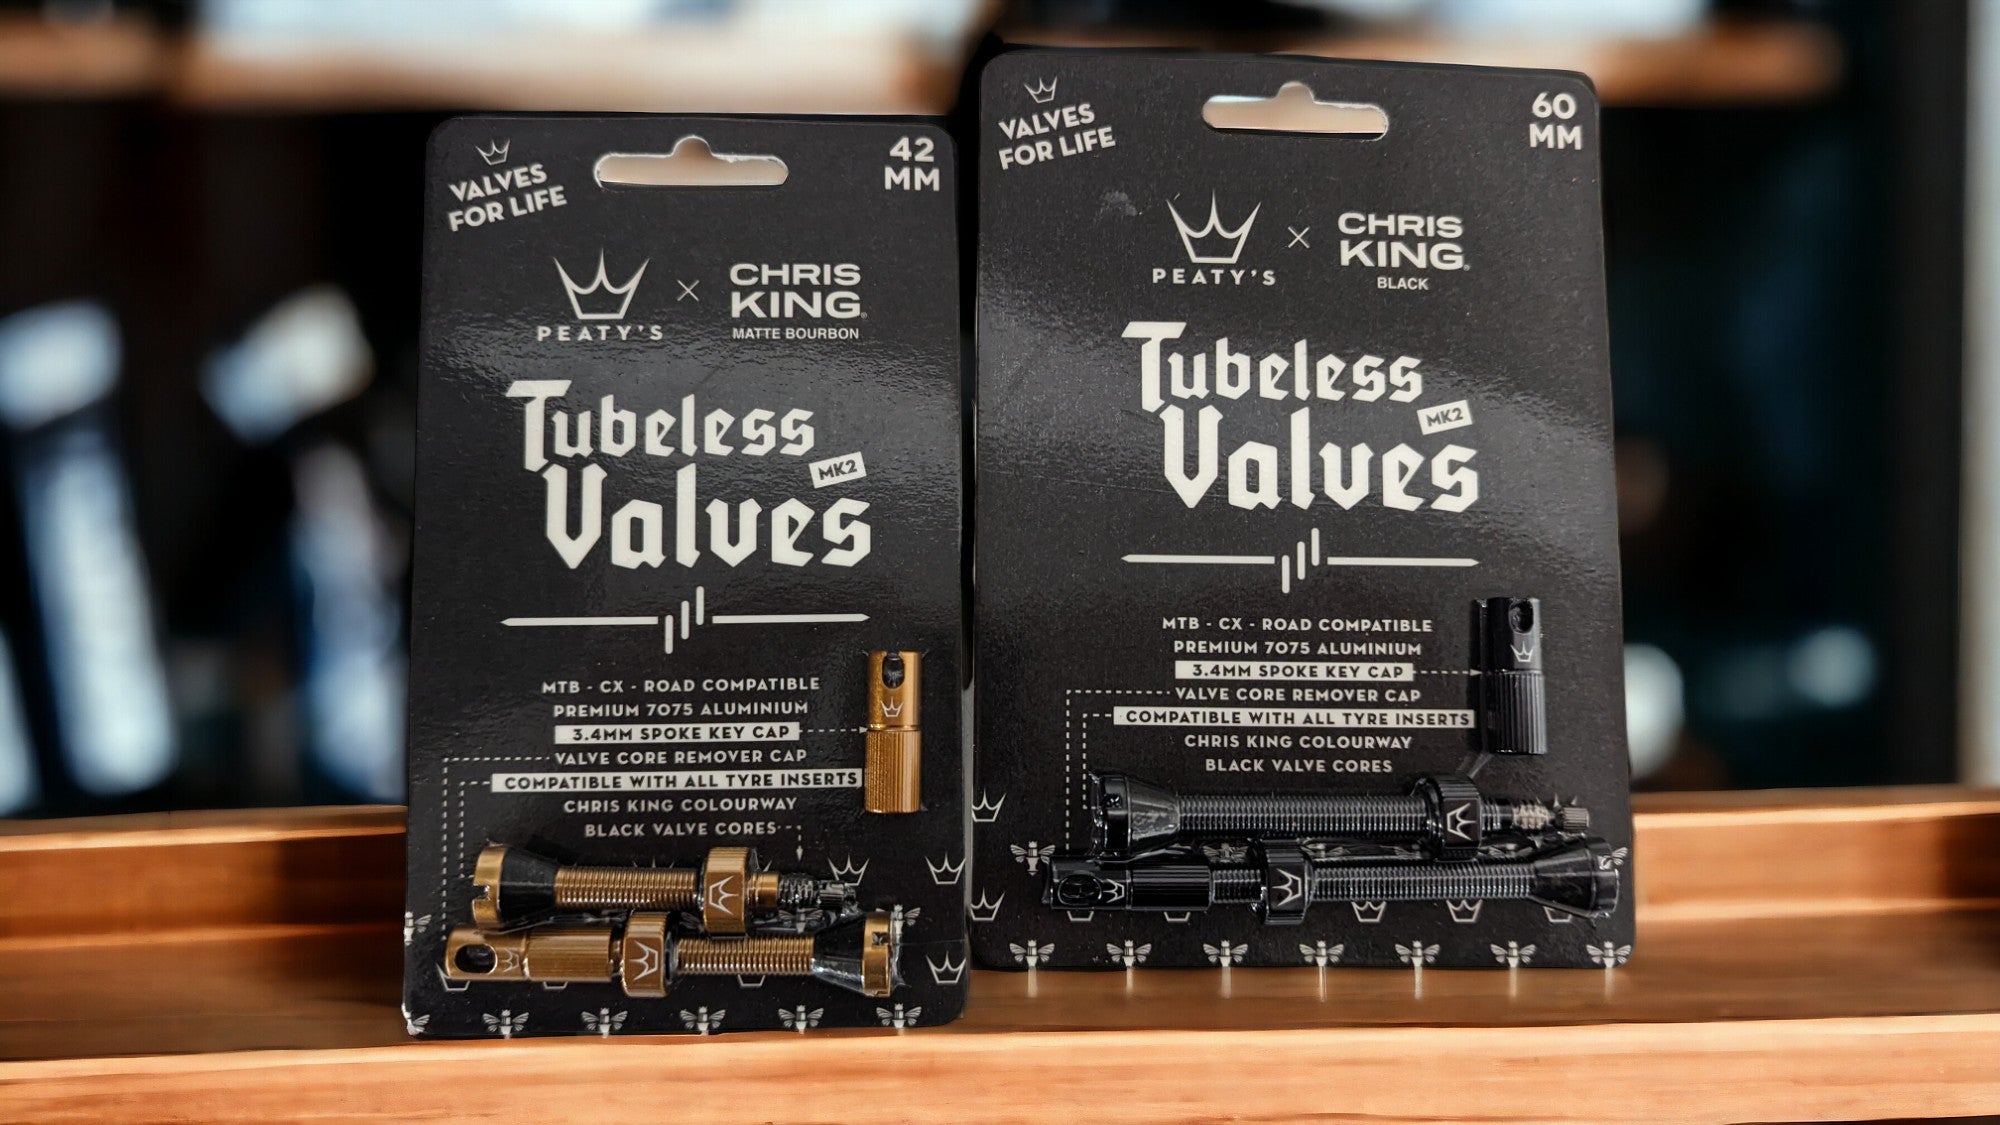 VALVES
FOR LIFE
42
MM
PEATY'S
×
CHRIS
KING®
MATTE BOURBON
Tubeless
MK2
Valves
MTB - CX - ROAD COMPATIBLE
PREMIUM 7075 ALUMINIUM
3.4MM SPOKE KEY CAP
VALVE CORE REMOVER CAP
COMPATIBLE WITH ALL TYRE INSERTS
CHRIS KING COLOURWAY
BLACK VALVE CORES
VALVES
FOR LIFE
60
MM
PEATY'S
×
CHRIS
KING®
BLACK
Tubeless
MK2
Valves
MTB - CX - ROAD COMPATIBLE
PREMIUM 7075 ALUMINIUM
3.4MM SPOKE KEY CAP
VALVE CORE REMOVER CAP
COMPATIBLE WITH ALL TYRE INSERTS
CHRIS KING COLOURWAY
BLACK VALVE CORES